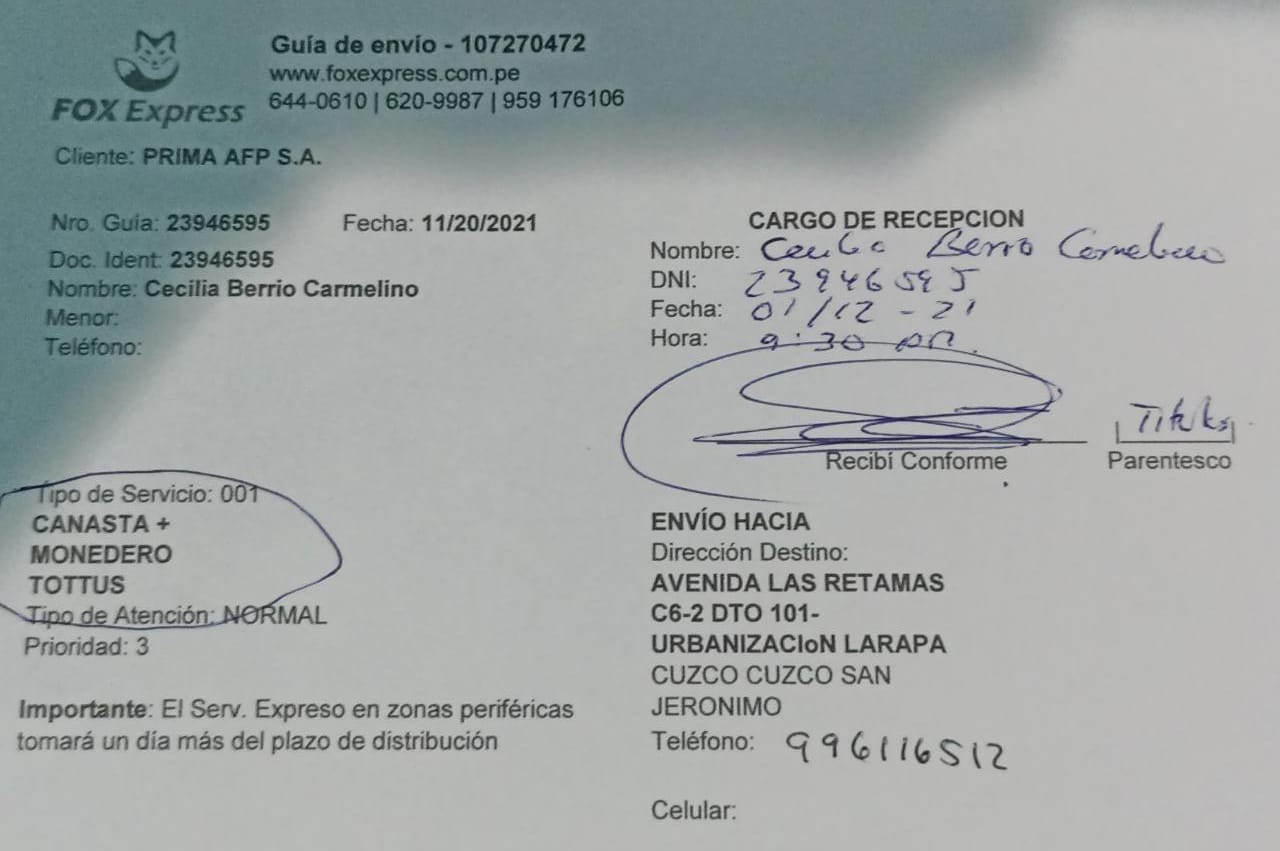 FOX Express
Guía de envío - 107270472
www.foxexpress.com.pe
644-0610 | 620-9987 | 959 176106
Cliente: PRIMA AFP S.A.
Nro. Guía: 23946595 Fecha: 11/20/2021
Doc. Ident: 23946595
Nombre: Cecilia Berrio Carmelino
Menor:
Teléfono:
Tipo de Servicio: 001
CANASTA +
MONEDERO
TOTTUS
Tipo de Atención: NORMAL
Prioridad: 3
Importante: El Serv. Expreso en zonas periféricas
tomará un día más del plazo de distribución
CARGO DE RECEPCION
Nombre: Cecilia Berrio Carmelino
DNI: 23946595
Fecha: 01/12-21
Hora: 9:30
Recibí Conforme
Titular
Parentesco
ENVÍO HACIA
Dirección Destino:
AVENIDA LAS RETAMAS
C6-2 DTO 101-
URBANIZACIoN LARAPA
CUZCO CUZCO SAN
JERONIMO
Teléfono: 996116512
Celular: